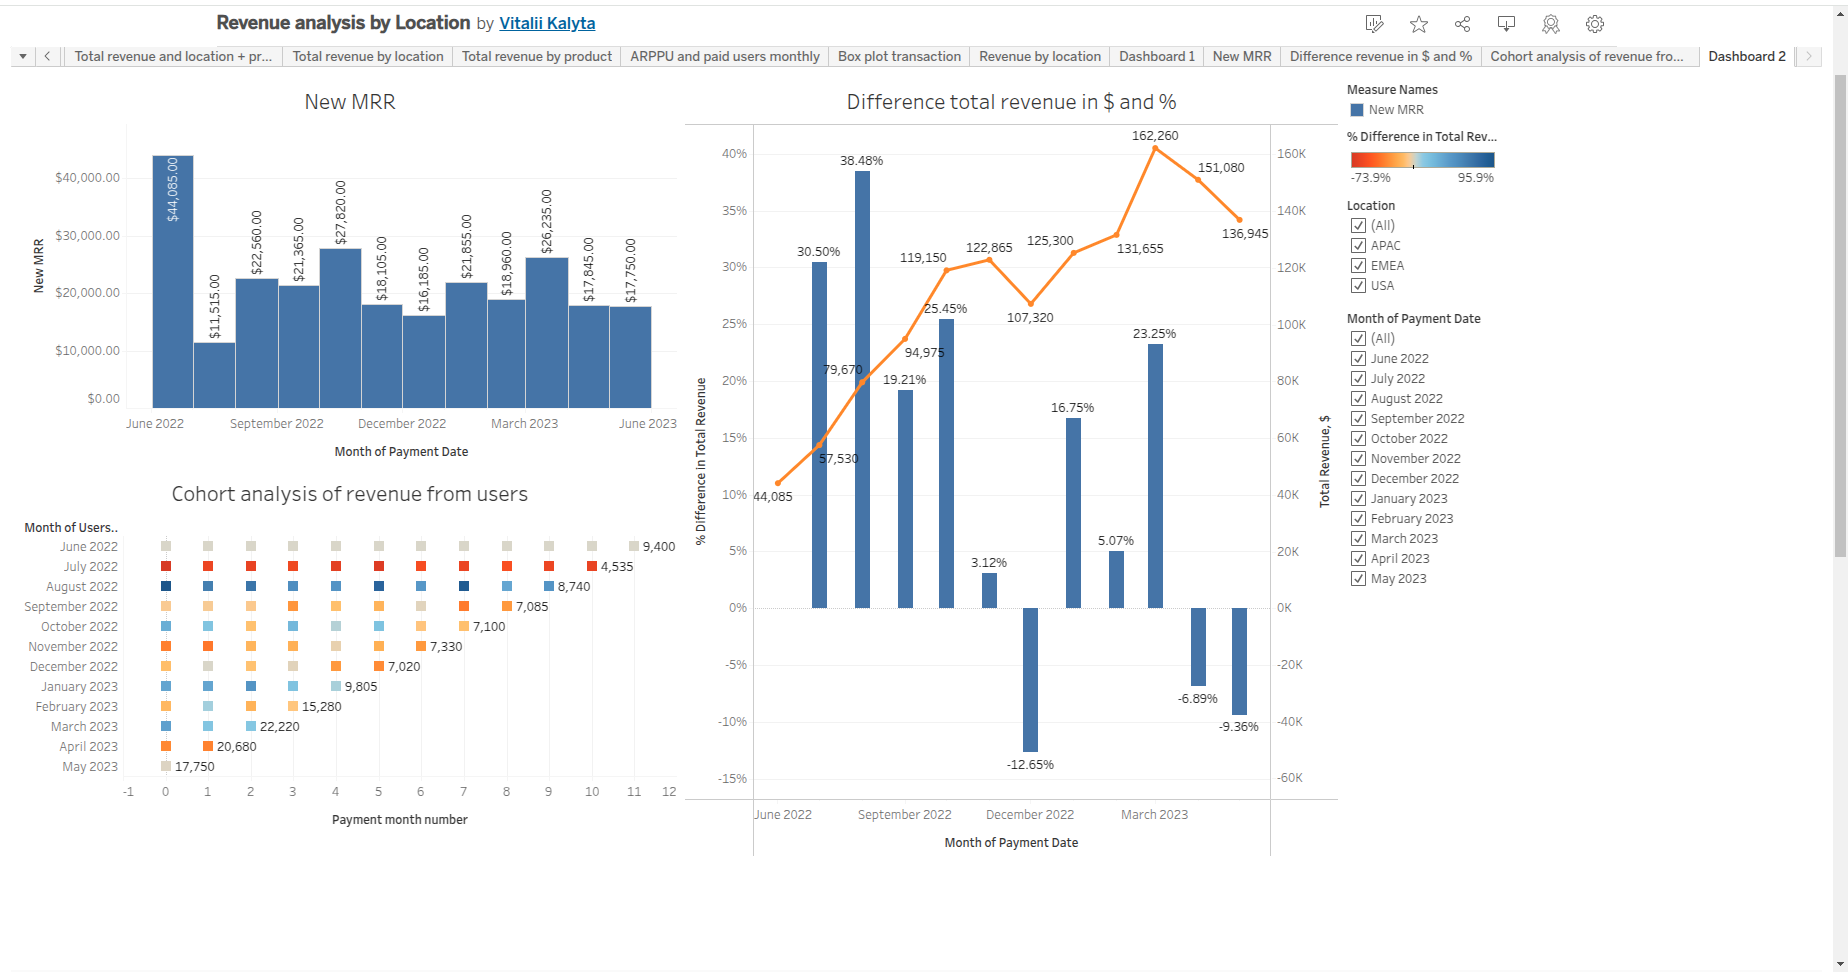 Revenue analysis by Location by Vitalii Kalyta
Total revenue and location + pr...
Total revenue by location
Total revenue by product
ARPPU and paid users monthly
Box plot transaction
Revenue by location
Dashboard 1
New MRR
Difference revenue in $ and %
Cohort analysis of revenue fro...
Dashboard 2
New MRR
New MRR
$40,000.00
$30,000.00
$20,000.00
$10,000.00
$0.00
$44,085.00
$11,515.00
$22,560.00
$21,365.00
$27,820.00
$18,105.00
$16,185.00
$21,855.00
$18,960.00
$26,235.00
$17,845.00
$17,750.00
June 2022
September 2022
December 2022
March 2023
June 2023
Month of Payment Date
Cohort analysis of revenue from users
Month of Users..
June 2022 9,400
July 2022 4,535
August 2022 8,740
September 2022 7,085
October 2022 7,100
November 2022 7,330
December 2022 7,020
January 2023 9,805
February 2023 15,280
March 2023 22,220
April 2023 20,680
May 2023 17,750
-1 0 1 2 3 4 5 6 7 8 9 10 11 12
Payment month number
Difference total revenue in $ and %
% Difference in Total Revenue
40%
35%
30%
25%
20%
15%
10%
5%
0%
-5%
-10%
-15%
44,085
30.50%
57,530
38.48%
79,670
19.21%
94,975
25.45%
119,150
3.12%
122,865
-12.65%
107,320
16.75%
125,300
5.07%
131,655
23.25%
162,260
-6.89%
151,080
-9.36%
136,945
160K
140K
120K
100K
80K
60K
40K
20K
0K
-20K
-40K
-60K
Total Revenue, $
June 2022
September 2022
December 2022
March 2023
Month of Payment Date
Measure Names
New MRR
% Difference in Total Rev...
-73.9% 95.9%
Location
(All)
APAC
EMEA
USA
Month of Payment Date
(All)
June 2022
July 2022
August 2022
September 2022
October 2022
November 2022
December 2022
January 2023
February 2023
March 2023
April 2023
May 2023